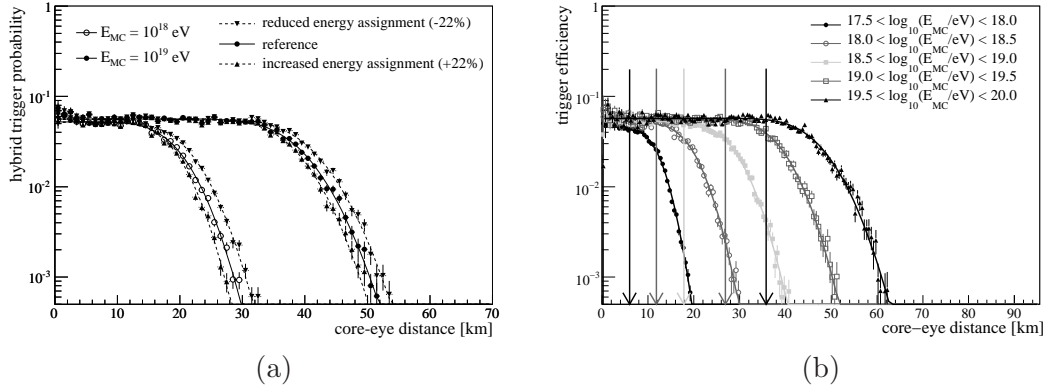 hybrid trigger probability
1
10⁻¹
10⁻²
10⁻³
E_MC = 10¹⁸ eV
E_MC = 10¹⁹ eV
reduced energy assignment (-22%)
reference
increased energy assignment (+22%)
0 10 20 30 40 50 60 70
core-eye distance [km]
(a)
trigger efficiency
1
10⁻¹
10⁻²
10⁻³
17.5 < log₁₀(E_MC/eV) < 18.0
18.0 < log₁₀(E_MC/eV) < 18.5
18.5 < log₁₀(E_MC/eV) < 19.0
19.0 < log₁₀(E_MC/eV) < 19.5
19.5 < log₁₀(E_MC/eV) < 20.0
0 10 20 30 40 50 60 70 80 90
core−eye distance [km]
(b)